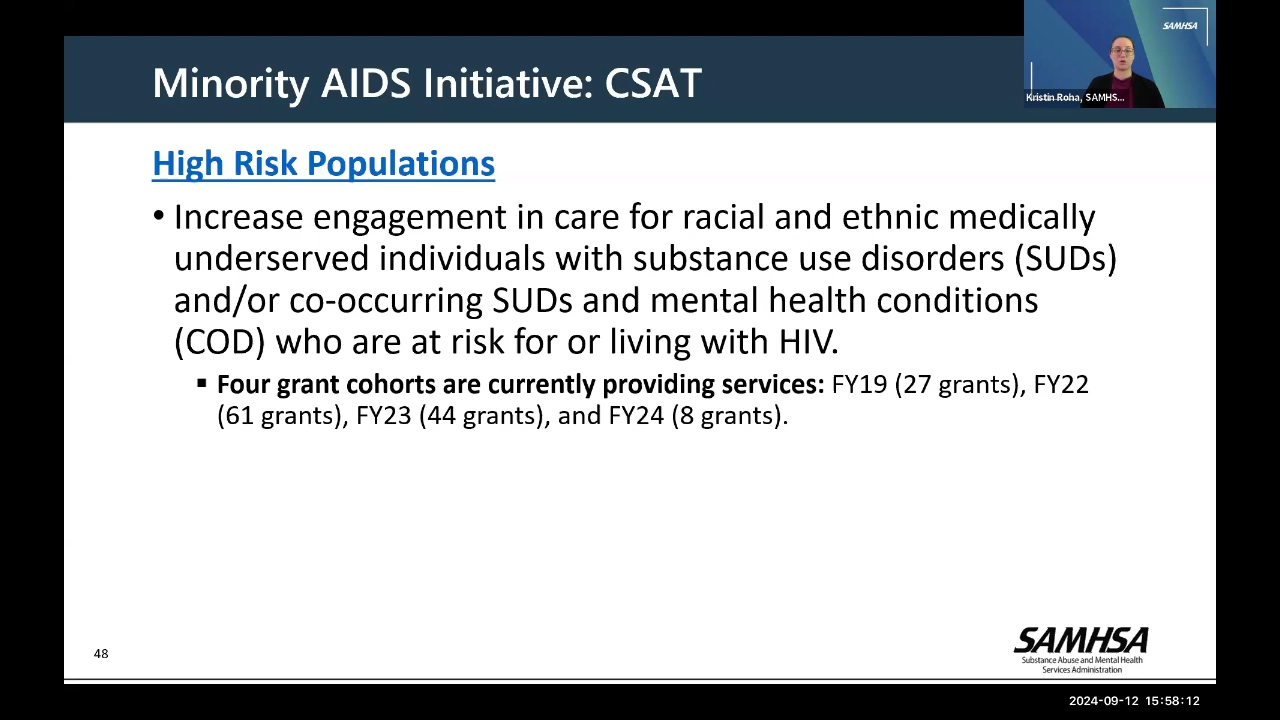 SAMHSA
Minority AIDS Initiative: CSAT
Kristin Roha, SAMHS...
High Risk Populations
• Increase engagement in care for racial and ethnic medically
underserved individuals with substance use disorders (SUDs)
and/or co-occurring SUDs and mental health conditions
(COD) who are at risk for or living with HIV.
▪ Four grant cohorts are currently providing services: FY19 (27 grants), FY22
(61 grants), FY23 (44 grants), and FY24 (8 grants).
48
SAMHSA
Substance Abuse and Mental Health
Services Administration
2024-09-12 15:58:12